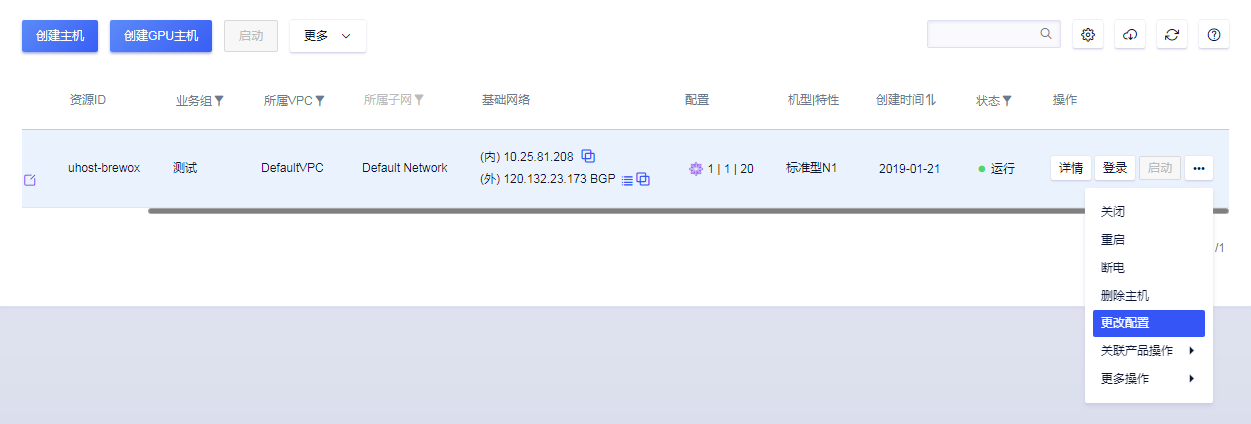 创建主机 创建GPU主机 启动 更多
资源ID 业务组 所属VPC 所属子网 基础网络 配置 机型|特性 创建时间 状态 操作
uhost-brewox 测试 DefaultVPC Default Network (内) 10.25.81.208 1 | 1 | 20 标准型N1 2019-01-21 运行 详情 登录 启动 •••
(外) 120.132.23.173 BGP
关闭
重启
/1
断电
删除主机
更改配置
关联产品操作
更多操作